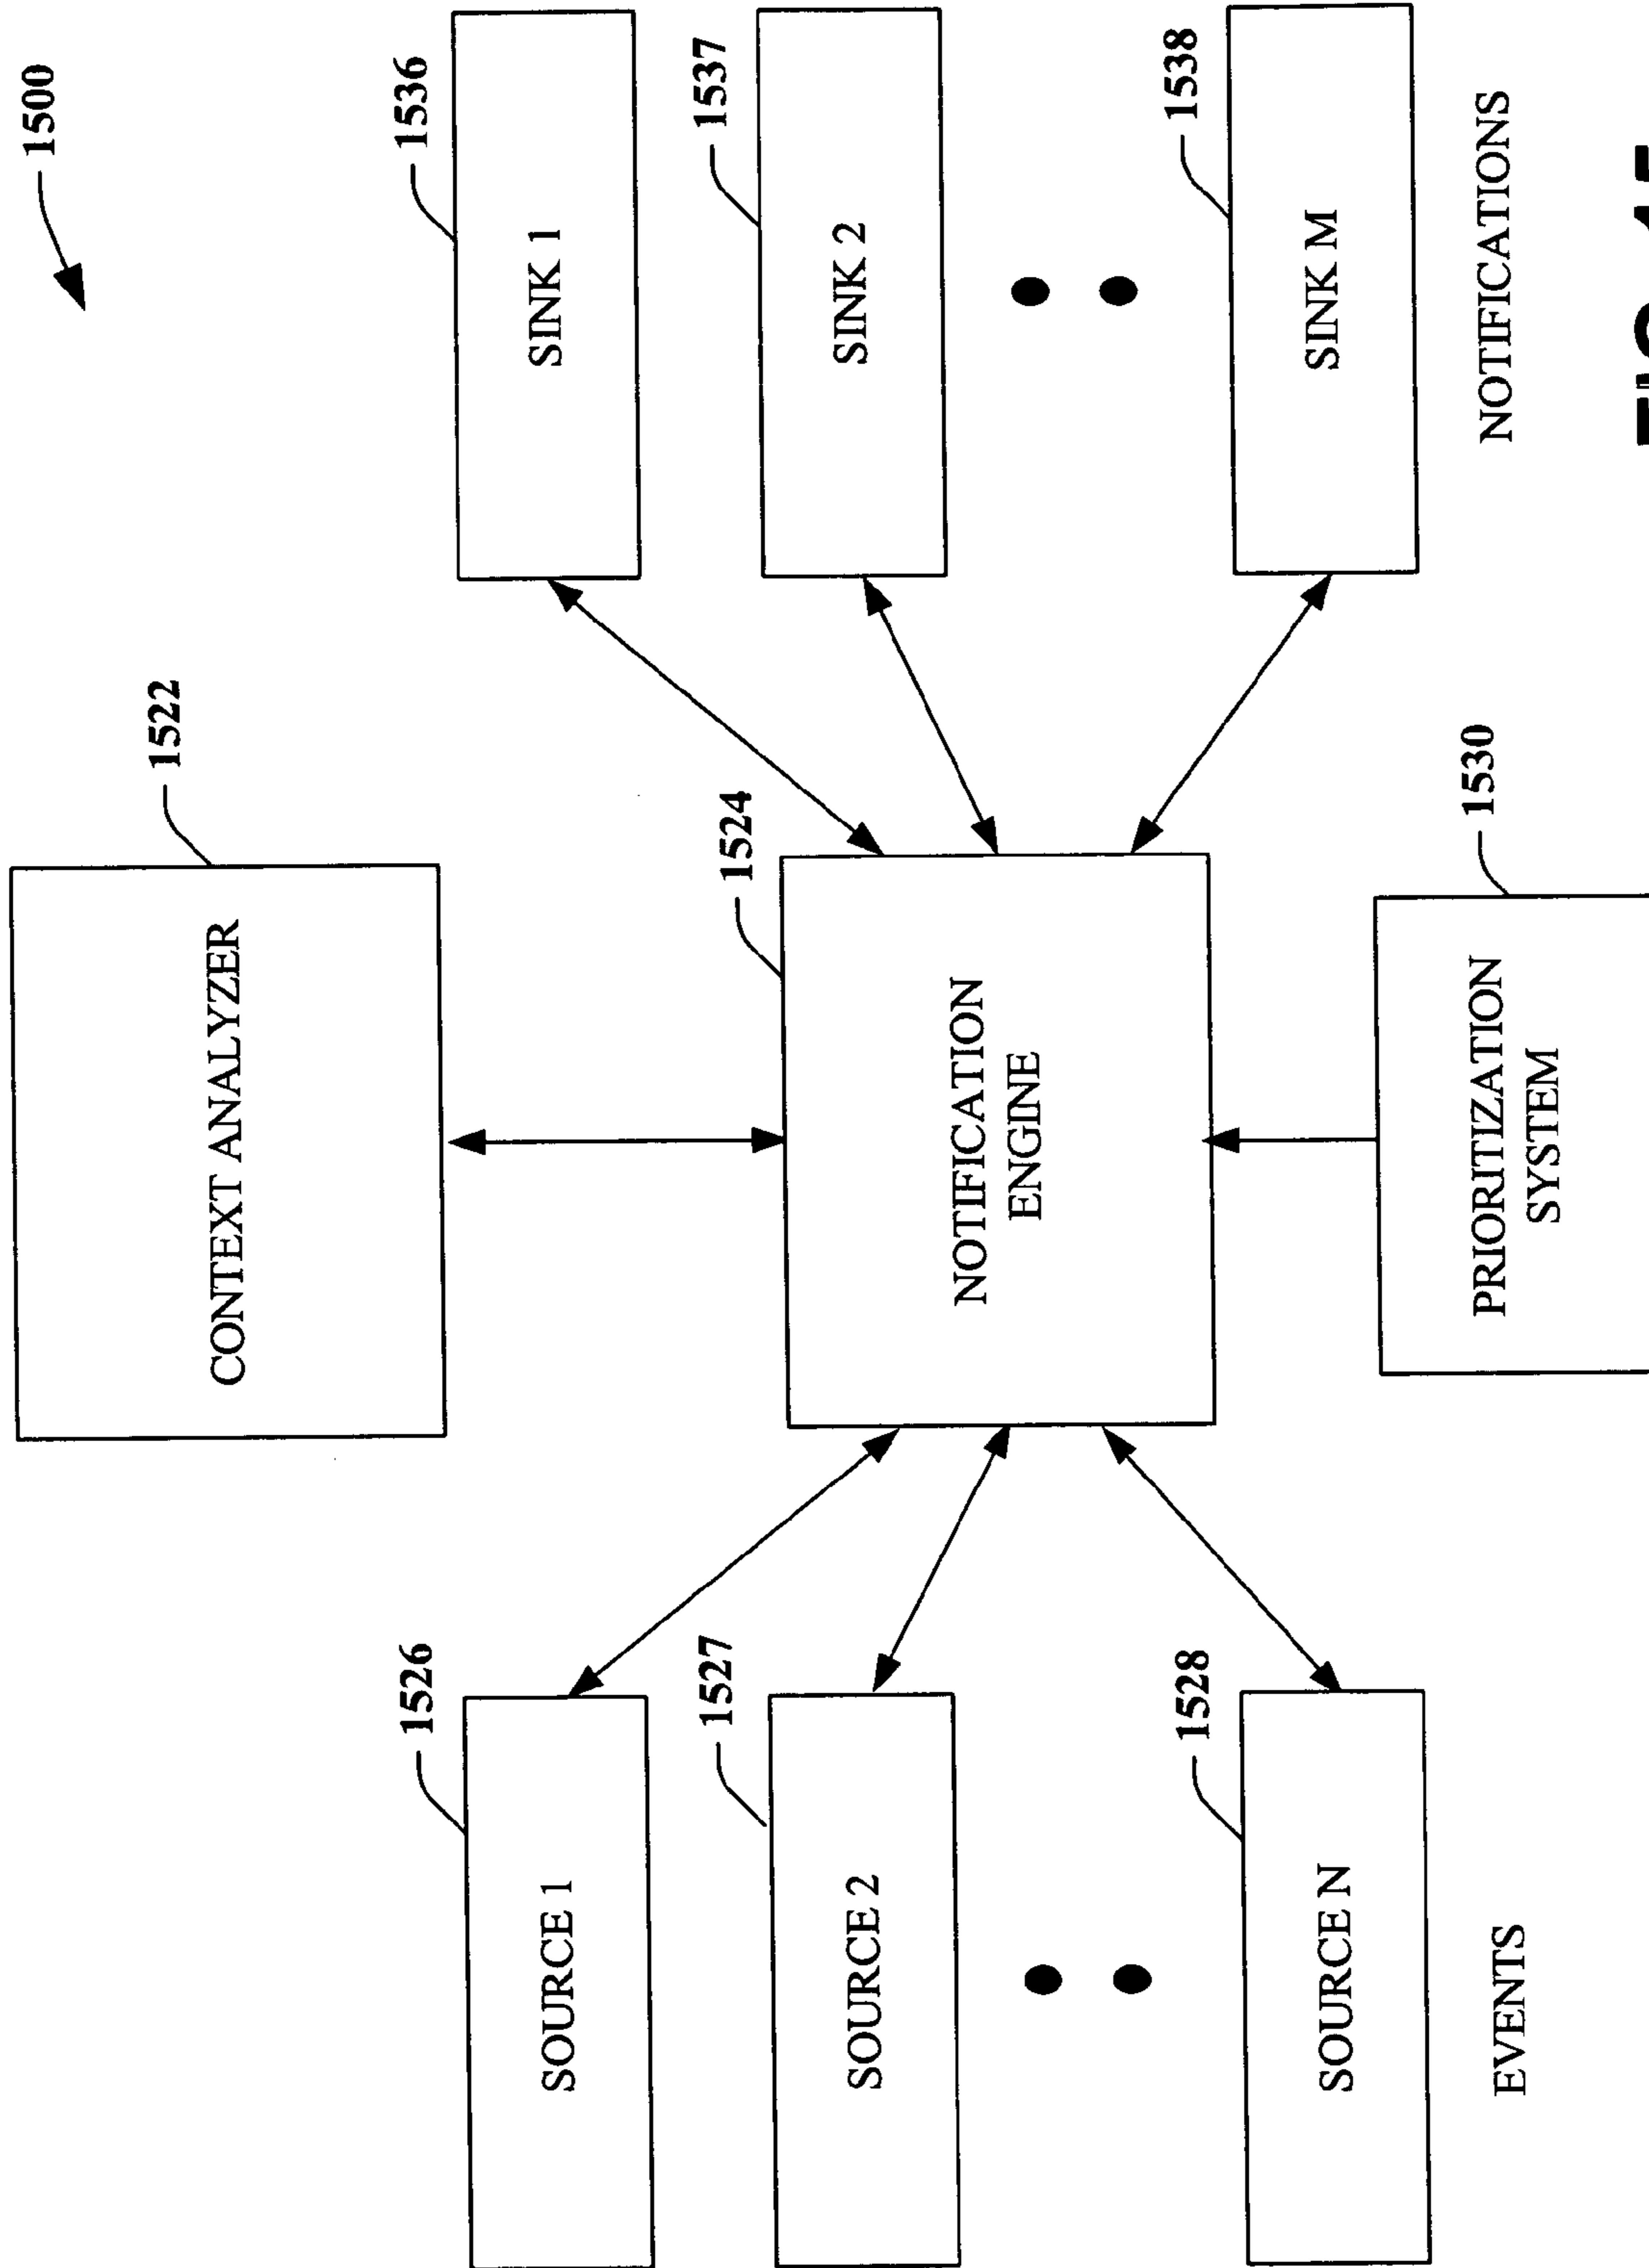 1500
1522
CONTEXT ANALYZER
1526
1536
SOURCE 1
SINK 1
1527
1524
1537
SOURCE 2
NOTIFICATION
ENGINE
SINK 2
1528
1538
SOURCE N
SINK M
1530
EVENTS
PRIORITIZATION
SYSTEM
NOTIFICATIONS